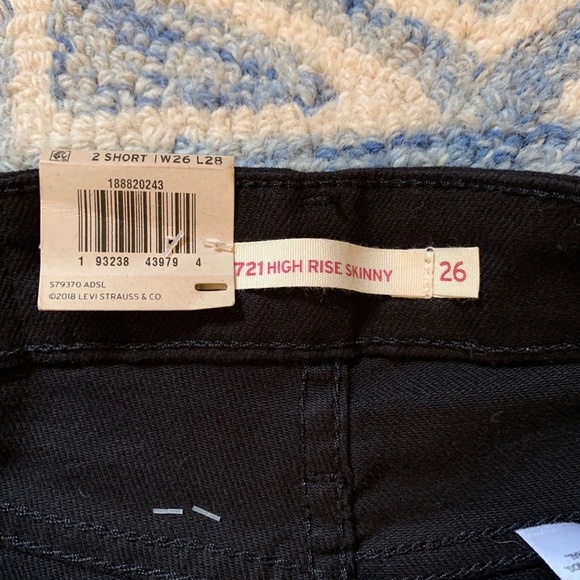 2 SHORT | W26 L28
188820243
1 93238 43979 4
S79370 ADSL
©2018 LEVI STRAUSS & CO.
721 HIGH RISE SKINNY 26